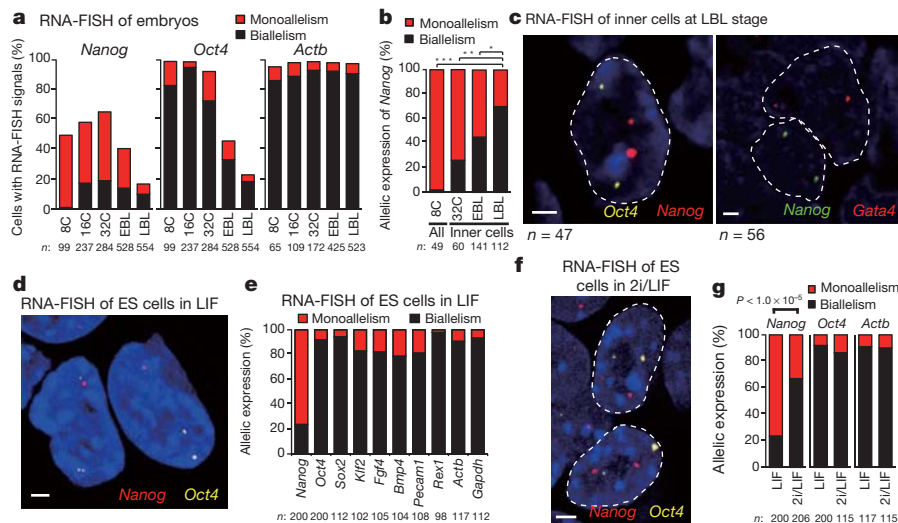 a RNA-FISH of embryos
Monoallelism
Biallelism
Nanog Oct4 Actb
Cells with RNA-FISH signals (%)
100
80
60
40
20
0
8C 16C 32C EBL LBL 8C 16C 32C EBL LBL 8C 16C 32C EBL LBL
n: 99 237 284 528 554 99 237 284 528 554 65 109 172 425 523
b
Allelic expression of Nanog (%)
*
**
***
100
80
60
40
20
0
8C 32C EBL LBL
All Inner cells
n: 49 60 141 112
c RNA-FISH of inner cells at LBL stage
Oct4 Nanog
n = 47
Nanog Gata4
n = 56
d RNA-FISH of ES cells in LIF
Nanog Oct4
e RNA-FISH of ES cells in LIF
Monoallelism Biallelism
Allelic expression (%)
100
80
60
40
20
0
Nanog Oct4 Sox2 Klf2 Fgf4 Bmp4 Pecam1 Rex1 Actb Gapdh
n: 200 200 112 102 105 104 108 98 117 112
f RNA-FISH of ES
cells in 2i/LIF
Nanog Oct4
g
Monoallelism
Biallelism
P < 1.0 × 10⁻⁵
Nanog Oct4 Actb
Allelic expression (%)
100
80
60
40
20
0
LIF 2i/LIF LIF 2i/LIF LIF 2i/LIF
n: 200 206 200 115 117 115